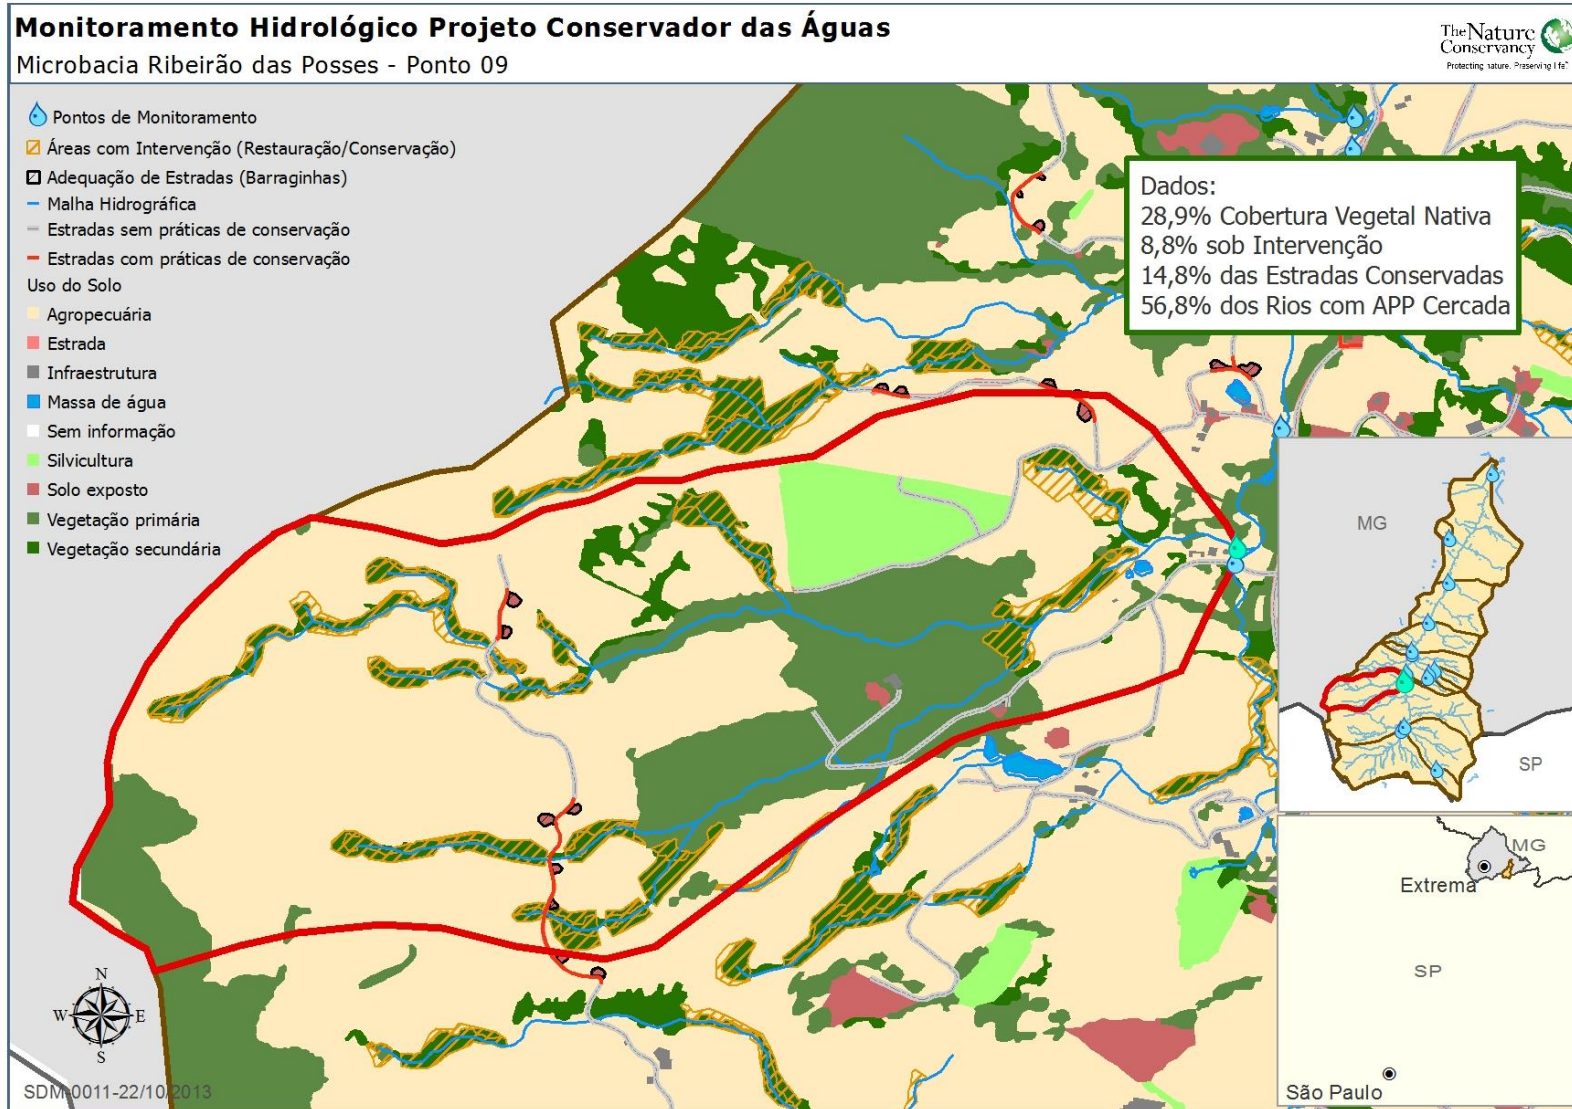 Monitoramento Hidrológico Projeto Conservador das Águas
Microbacia Ribeirão das Posses - Ponto 09
The Nature
Conservancy
Protecting nature. Preserving life™
Pontos de Monitoramento
Áreas com Intervenção (Restauração/Conservação)
Adequação de Estradas (Barraginhas)
Malha Hidrográfica
Estradas sem práticas de conservação
Estradas com práticas de conservação
Uso do Solo
Agropecuária
Estrada
Infraestrutura
Massa de água
Sem informação
Silvicultura
Solo exposto
Vegetação primária
Vegetação secundária
Dados:
28,9% Cobertura Vegetal Nativa
8,8% sob Intervenção
14,8% das Estradas Conservadas
56,8% dos Rios com APP Cercada
MG
SP
MG
Extrema
SP
São Paulo
N
W E
S
SDM-0011-22/10/2013